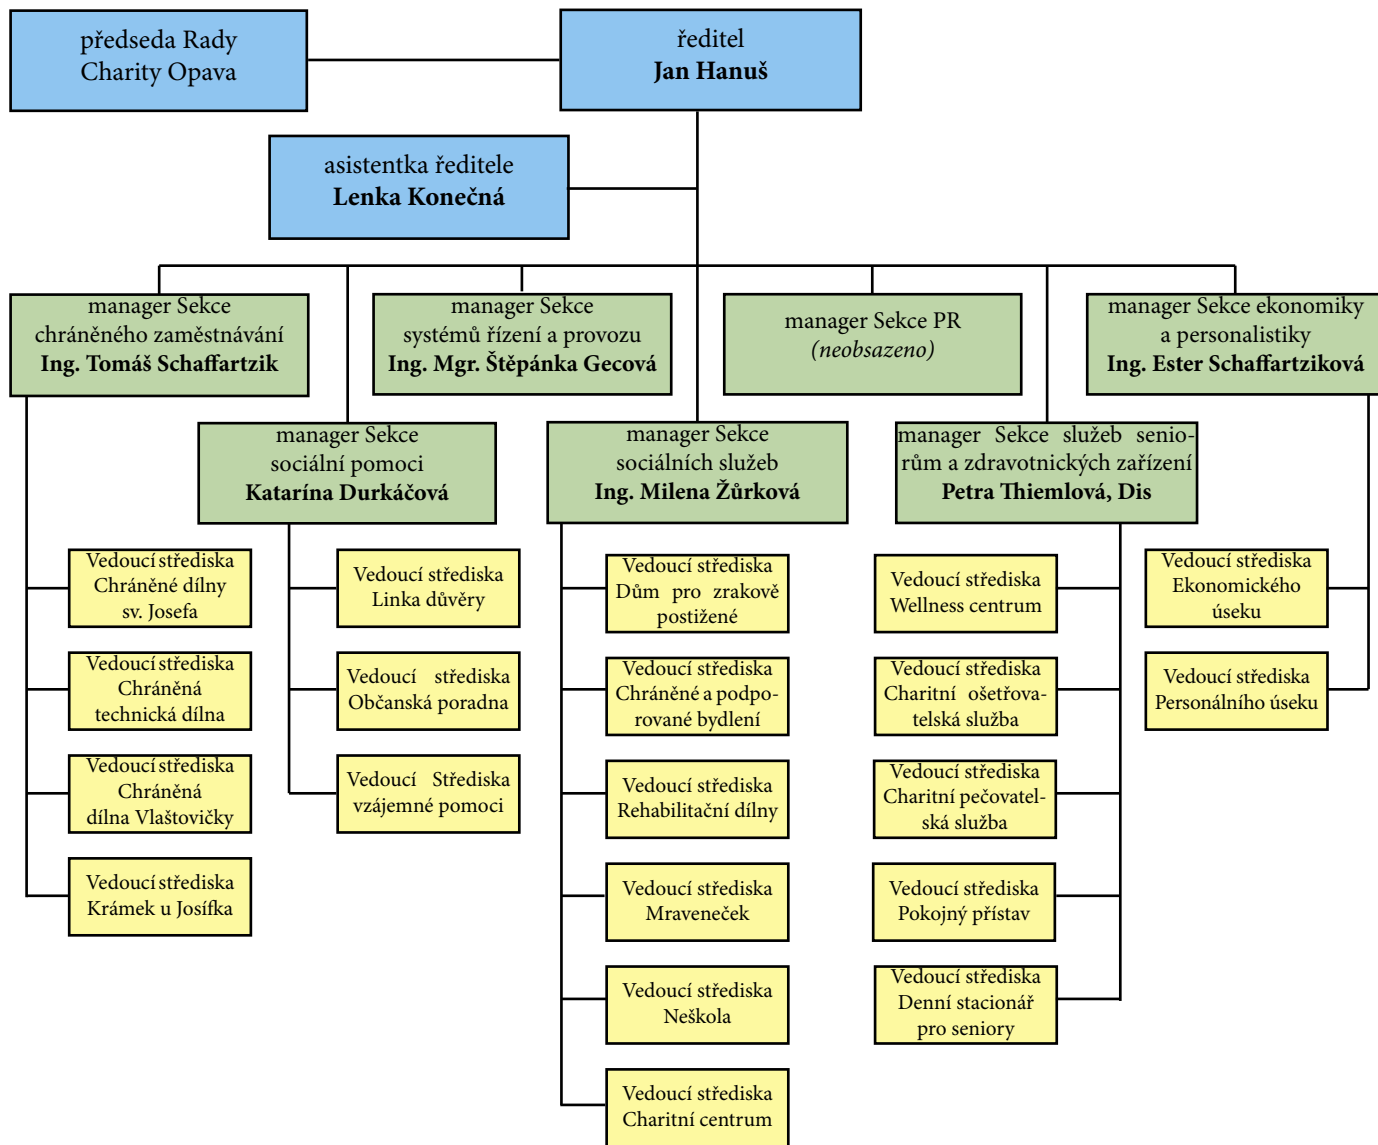 předseda Rady
Charity Opava
ředitel
Jan Hanuš
asistentka ředitele
Lenka Konečná
manager Sekce
chráněného zaměstnávání
Ing. Tomáš Schaffartzik
manager Sekce
systémů řízení a provozu
Ing. Mgr. Štěpánka Gecová
manager Sekce PR
(neobsazeno)
manager Sekce ekonomiky
a personalistiky
Ing. Ester Schaffartziková
manager Sekce
sociální pomoci
Katarína Durkáčová
manager Sekce
sociálních služeb
Ing. Milena Žůrková
manager Sekce služeb senio-
rům a zdravotnických zařízení
Petra Thiemlová, Dis
Vedoucí střediska
Chráněné dílny
sv. Josefa
Vedoucí střediska
Chráněná
technická dílna
Vedoucí střediska
Chráněná
dílna Vlaštovičky
Vedoucí střediska
Krámek u Josífka
Vedoucí střediska
Linka důvěry
Vedoucí střediska
Občanská poradna
Vedoucí Střediska
vzájemné pomoci
Vedoucí střediska
Dům pro zrakově
postižené
Vedoucí střediska
Chráněné a podpo-
rované bydlení
Vedoucí střediska
Rehabilitační dílny
Vedoucí střediska
Mraveneček
Vedoucí střediska
Neškola
Vedoucí střediska
Charitní centrum
Vedoucí střediska
Wellness centrum
Vedoucí střediska
Charitní ošetřova-
telská služba
Vedoucí střediska
Charitní pečovatel-
ská služba
Vedoucí střediska
Pokojný přístav
Vedoucí střediska
Denní stacionář
pro seniory
Vedoucí střediska
Ekonomického
úseku
Vedoucí střediska
Personálního úseku